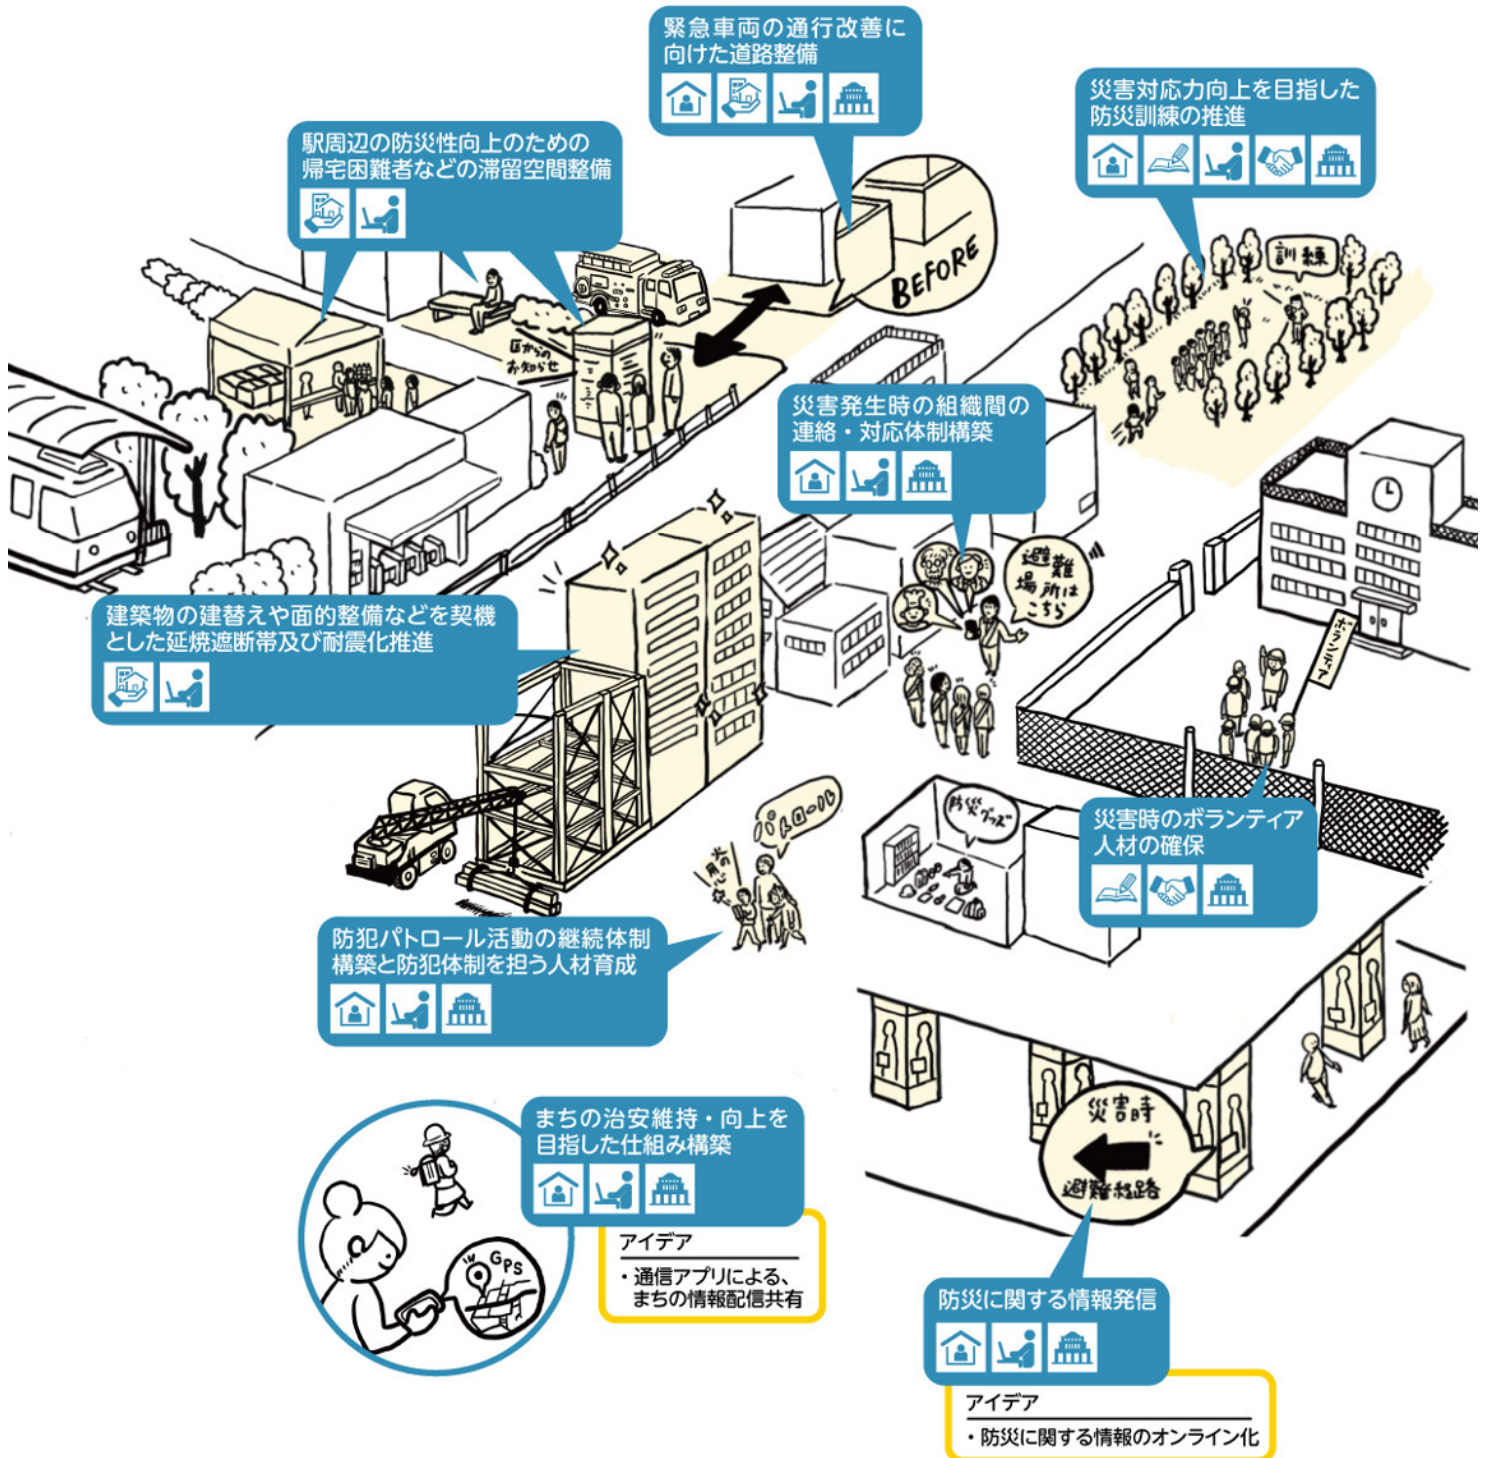 緊急車両の通行改善に
向けた道路整備
災害対応力向上を目指した
防災訓練の推進
駅周辺の防災性向上のための
帰宅困難者などの滞留空間整備
訓練
BEFORE
区からの
お知らせ
災害発生時の組織間の
連絡・対応体制構築
避難
場所は
こちら
建築物の建替えや面的整備などを契機
とした延焼遮断帯及び耐震化推進
ボランティア
パトロール
火の
用心
防災グッズ
災害時のボランティア
人材の確保
防犯パトロール活動の継続体制
構築と防犯体制を担う人材育成
まちの治安維持・向上を
目指した仕組み構築
GPS
アイデア
・通信アプリによる、
まちの情報配信共有
災害時
避難経路
防災に関する情報発信
アイデア
・防災に関する情報のオンライン化